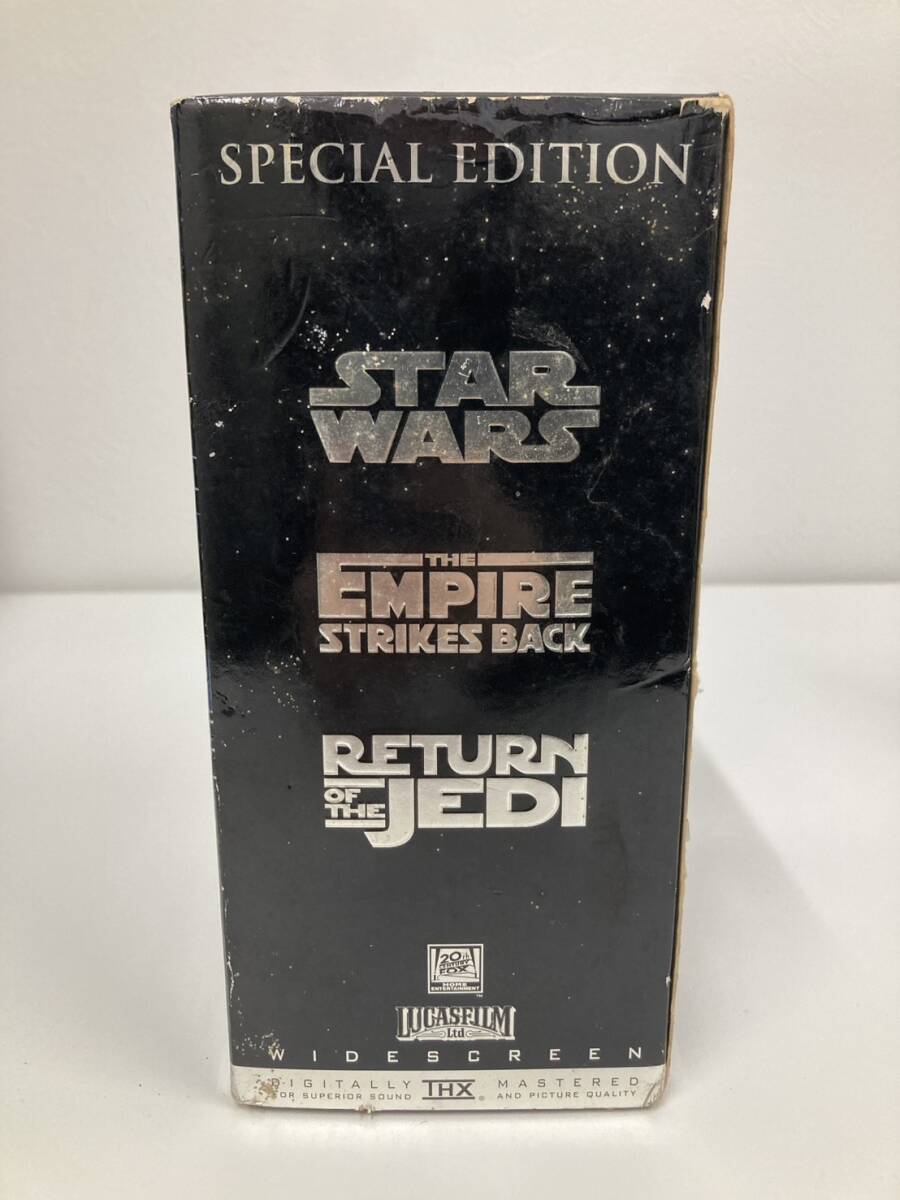 SPECIAL EDITION
STAR
WARS
THE
EMPIRE
STRIKES BACK
RETURN
OF
THE JEDI
20th
CENTURY
FOX
HOME
ENTERTAINMENT
TM
LUCASFILM
Ltd
WIDESCREEN
DIGITALLY THX MASTERED
FOR SUPERIOR SOUND ® AND PICTURE QUALITY